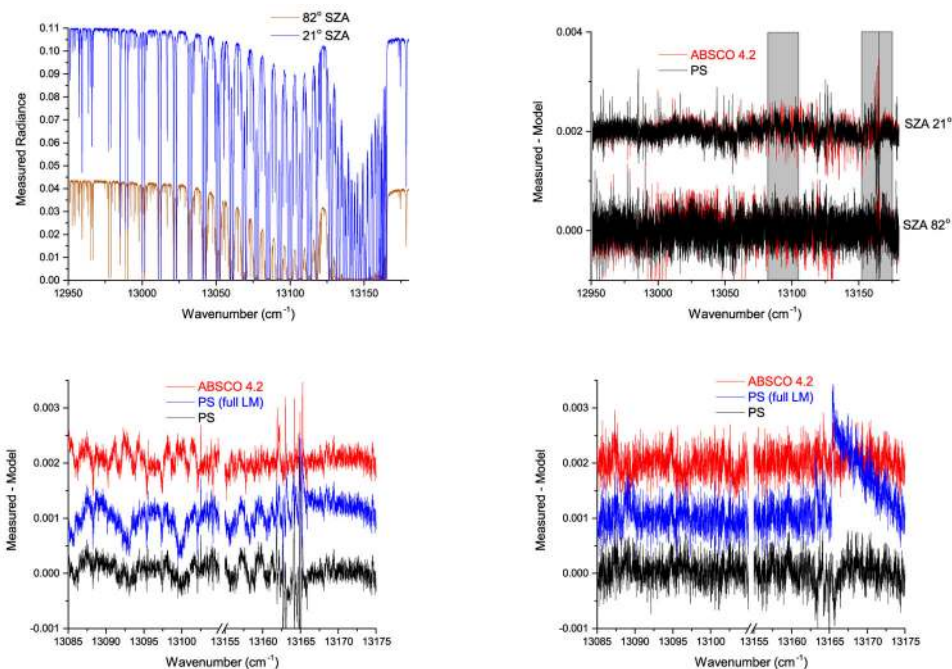 82° SZA
21° SZA
0.11
0.10
0.09
0.08
0.07
0.06
0.05
0.04
0.03
0.02
0.01
0.00
Measured Radiance
12950 13000 13050 13100 13150
Wavenumber (cm-1)
ABSCO 4.2
PS
0.004
0.002
0.000
Measured - Model
SZA 21°
SZA 82°
12950 13000 13050 13100 13150
Wavenumber (cm-1)
ABSCO 4.2
PS (full LM)
PS
0.003
0.002
0.001
0.000
-0.001
Measured - Model
13085 13090 13095 13100 13155 13160 13165 13170 13175
Wavenumber (cm-1)
ABSCO 4.2
PS (full LM)
PS
0.003
0.002
0.001
0.000
-0.001
Measured - Model
13085 13090 13095 13100 13155 13160 13165 13170 13175
Wavenumber (cm-1)